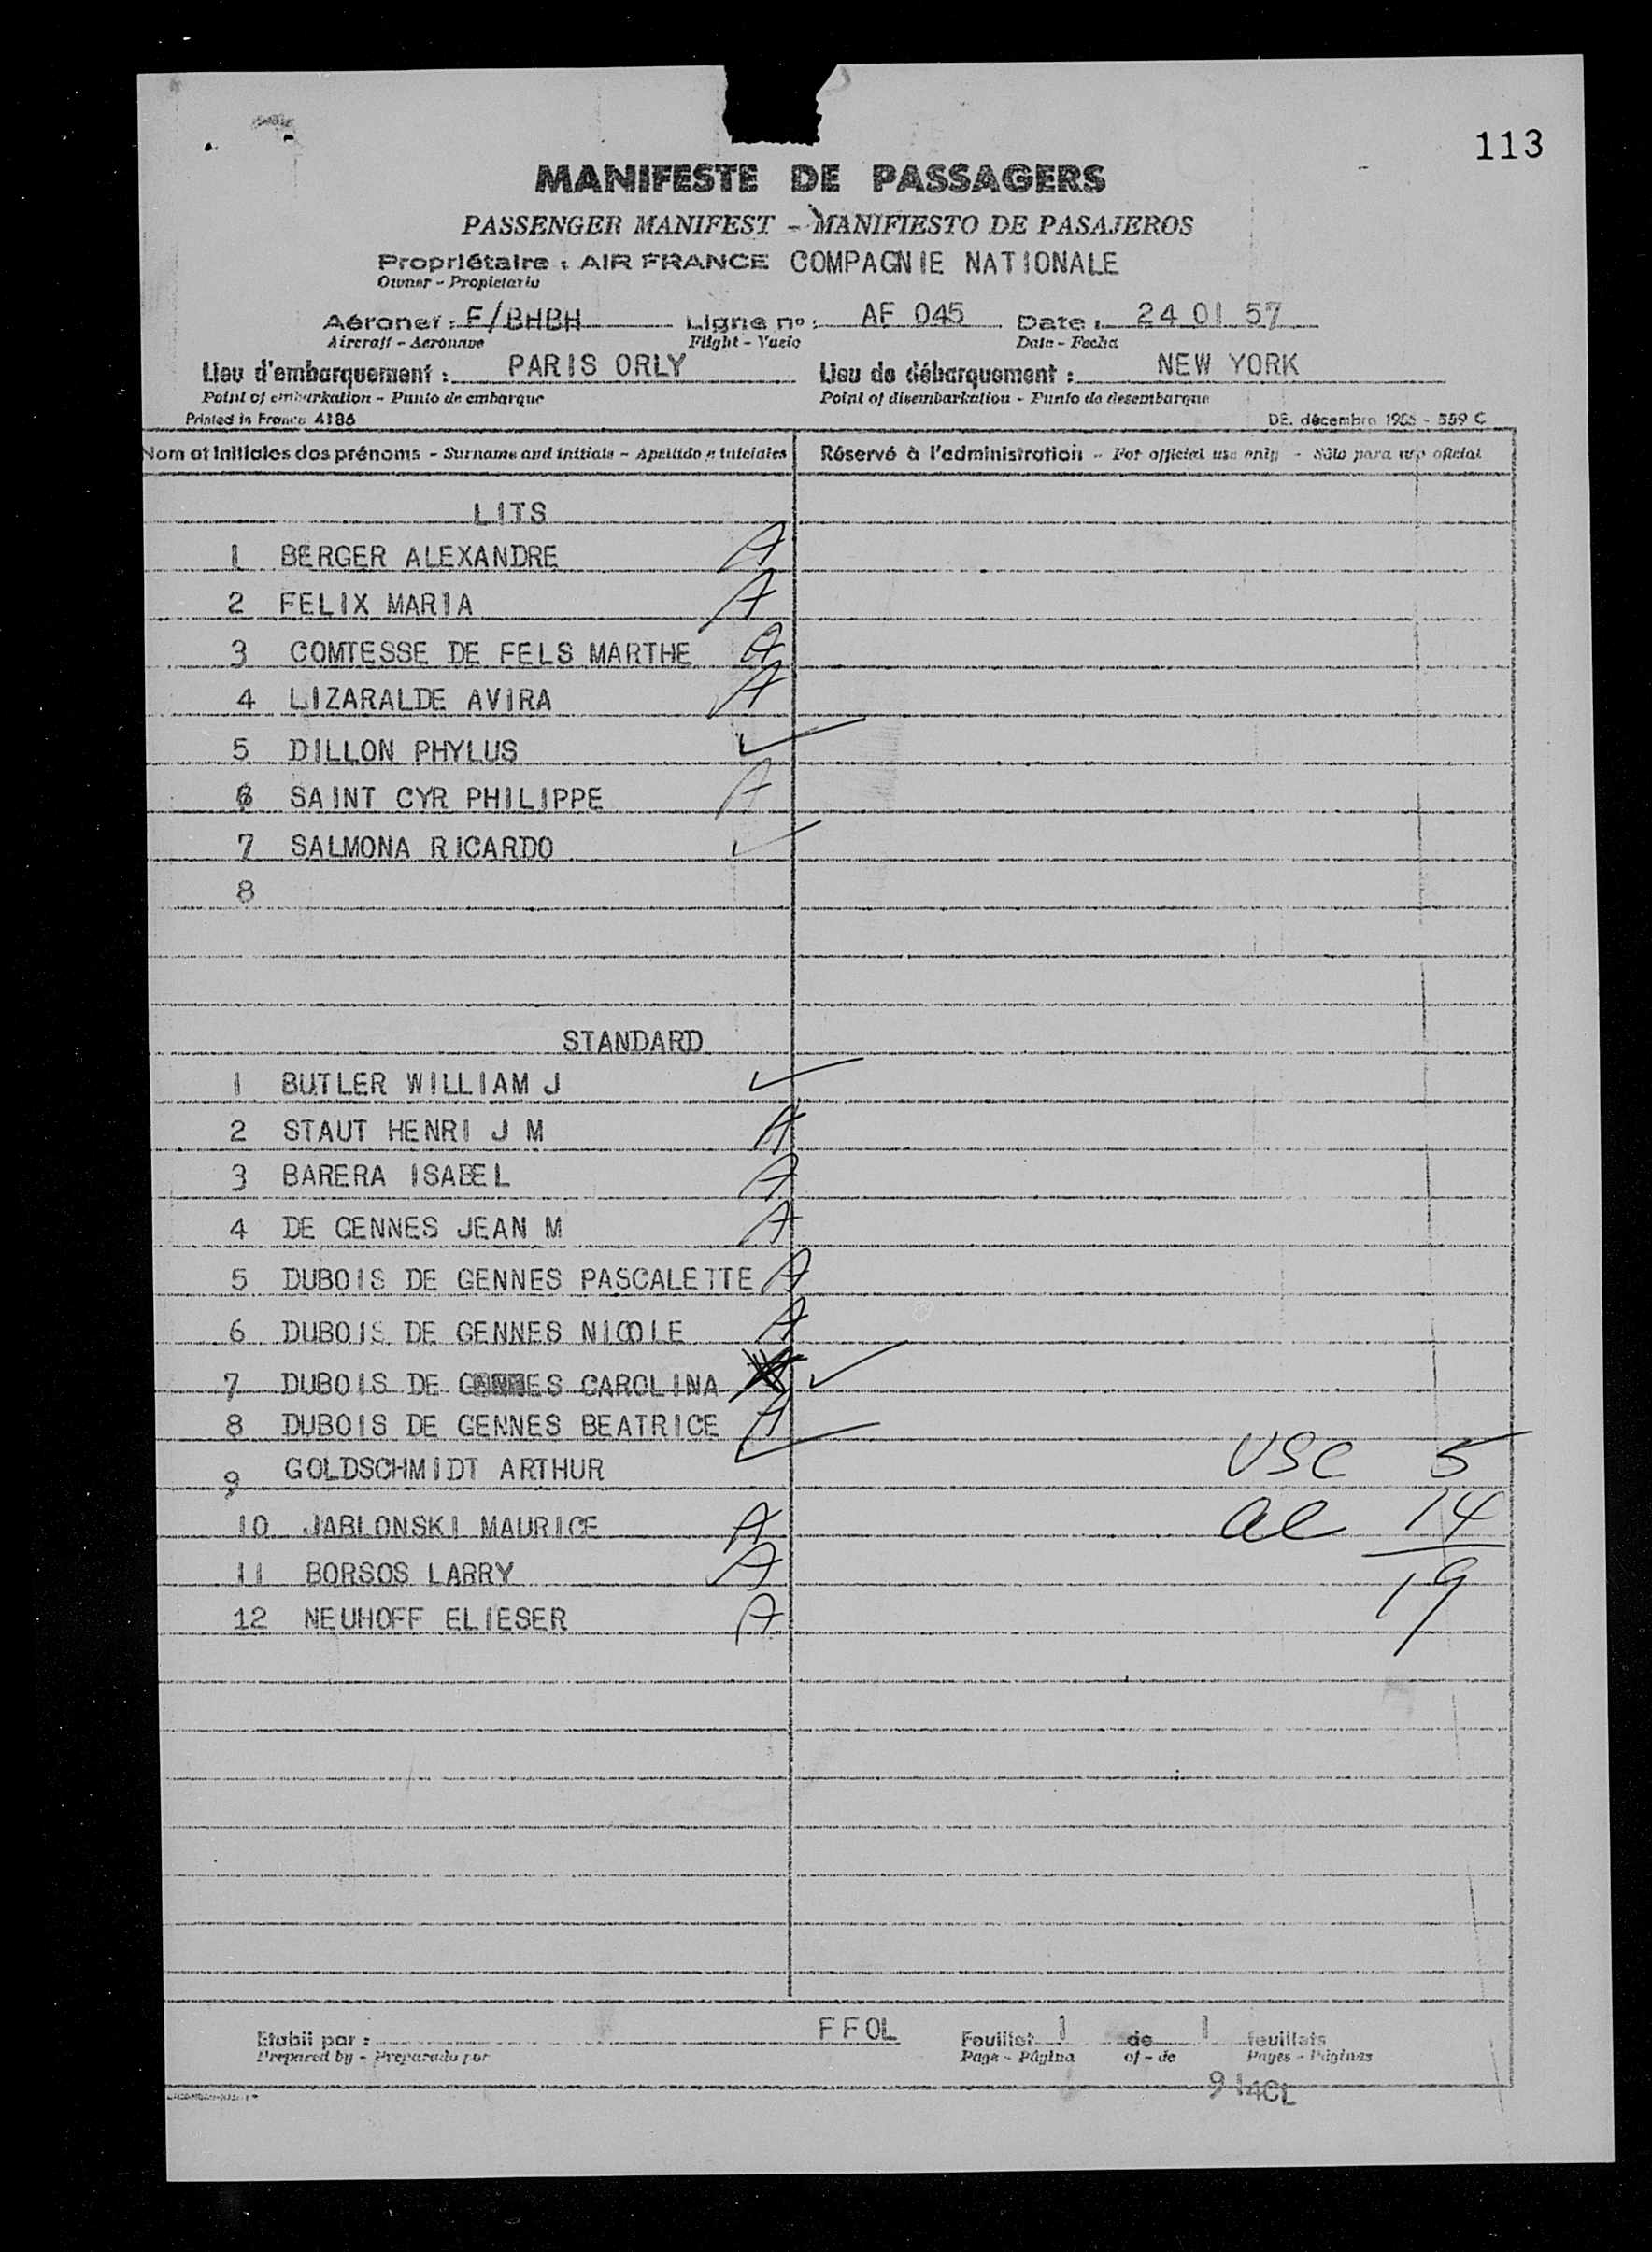 113
MANIFESTE DE PASSAGERS
PASSENGER MANIFEST - MANIFIESTO DE PASAJEROS
Propriétaire : AIR FRANCE COMPAGNIE NATIONALE
Owner - Propietario
Aéronef : F/BHBH Ligne no : AF 045 Date : 24 01 57
Aircraft - Aeronave Flight - Vuelo Date - Fecha
Lieu d'embarquement : PARIS ORLY Lieu de débarquement : NEW YORK
Point of embarkation - Punto de embarque Point of disembarkation - Punto de desembarque
Printed in France 4186 DE. décembre 195 - 559 C
Nom et initiales des prénoms - Surname and initials - Apellido e iniciales Réservé à l'administration - For official use only - Sólo para uso oficial
LITS
1 BERGER ALEXANDRE A
2 FELIX MARIA A
3 COMTESSE DE FELS MARTHE A
4 LIZARALDE AVIRA A
5 DILLON PHYLUS ✓
6 SAINT CYR PHILIPPE A
7 SALMONA RICARDO ✓
8
STANDARD
1 BUTLER WILLIAM J ✓
2 STAUT HENRI J M A
3 BARERA ISABEL A
4 DE GENNES JEAN M A
5 DUBOIS DE GENNES PASCALETTE A
6 DUBOIS DE GENNES NICOLE A
7 DUBOIS DE GENNES CAROLINA ✓
8 DUBOIS DE GENNES BEATRICE A
9 GOLDSCHMIDT ARTHUR ✓ USC 5
10 JABLONSKI MAURICE A al 14
11 BORSOS LARRY A 19
12 NEUHOFF ELIESER A
Etabli par : FFOL Feuillet 1 de 1 feuillets
Prepared by - Preparado por Page - Página of - de Pages - Páginas
914CL